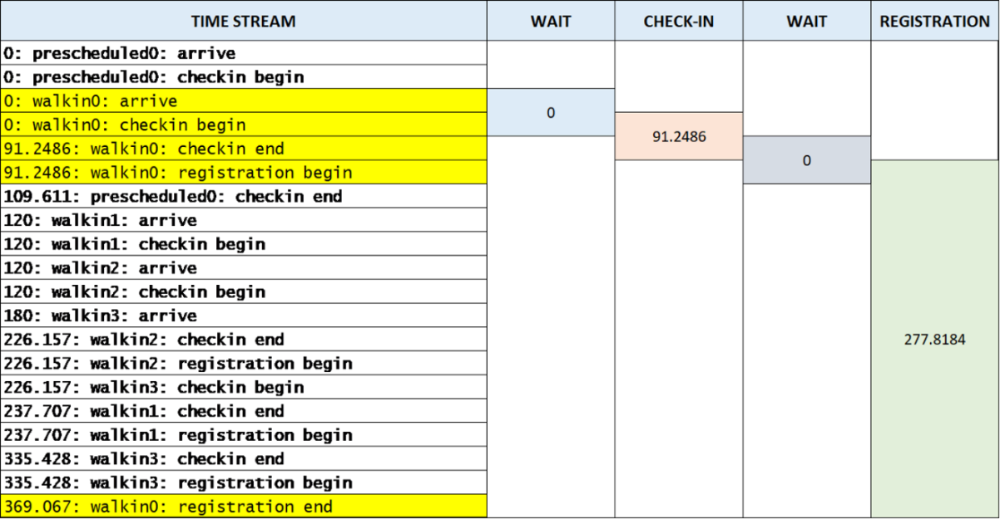 TIME STREAM WAIT CHECK-IN WAIT REGISTRATION
0: prescheduled0: arrive
0: prescheduled0: checkin begin
0: walkin0: arrive
0
0: walkin0: checkin begin
91.2486
91.2486: walkin0: checkin end
0
91.2486: walkin0: registration begin
109.611: prescheduled0: checkin end
120: walkin1: arrive
120: walkin1: checkin begin
120: walkin2: arrive
120: walkin2: checkin begin
180: walkin3: arrive
226.157: walkin2: checkin end 277.8184
226.157: walkin2: registration begin
226.157: walkin3: checkin begin
237.707: walkin1: checkin end
237.707: walkin1: registration begin
335.428: walkin3: checkin end
335.428: walkin3: registration begin
369.067: walkin0: registration end